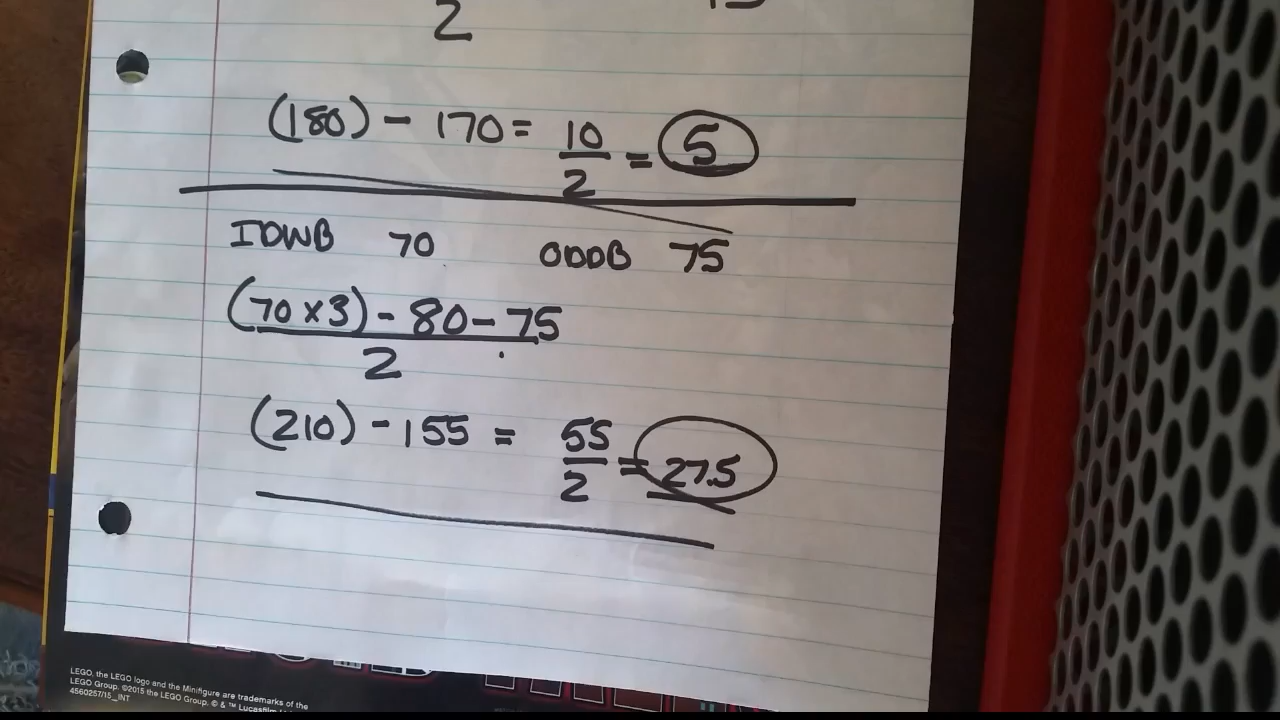 2
(180) - 170 = 10/2 = 5
IDWB 70 ODDB 75
(70 x 3) - 80 - 75
2
(210) - 155 = 55/2 = 27.5
LEGO, the LEGO logo and the Minifigure are trademarks of the
LEGO Group. ©2015 the LEGO Group. © & ™ Lucasfilm
4560257/15_INT